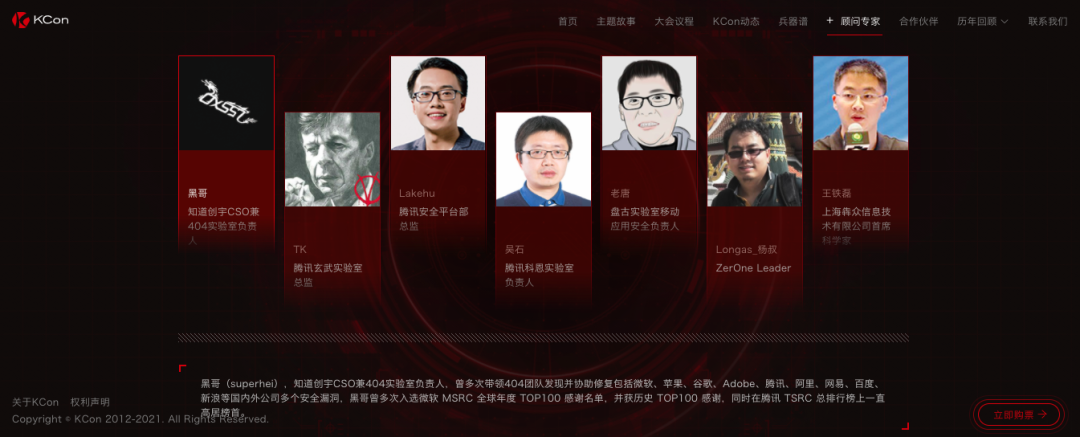 KCon
首页 主题故事 大会议程 KCon动态 兵器谱 + 顾问专家 合作伙伴 历年回顾 联系我们
黑哥
知道创宇CSO兼
404实验室负责
人
TK
腾讯玄武实验室
总监
Lakehu
腾讯安全平台部
总监
吴石
腾讯科恩实验室
负责人
老唐
盘古实验室移动
应用安全负责人
Longas_杨叔
ZerOne Leader
王铁磊
上海犇众信息技
术有限公司首席
科学家
黑哥（superhei），知道创宇CSO兼404实验室负责人，曾多次带领404团队发现并协助修复包括微软、苹果、谷歌、Adobe、腾讯、阿里、网易、百度、
新浪等国内外公司多个安全漏洞，黑哥曾多次入选微软 MSRC 全球年度 TOP100 感谢名单，并获历史 TOP100 感谢，同时在腾讯 TSRC 总排行榜上一直
高居榜首。
关于KCon 权利声明
Copyright © KCon 2012-2021. All Rights Reserved.
立即购票 →